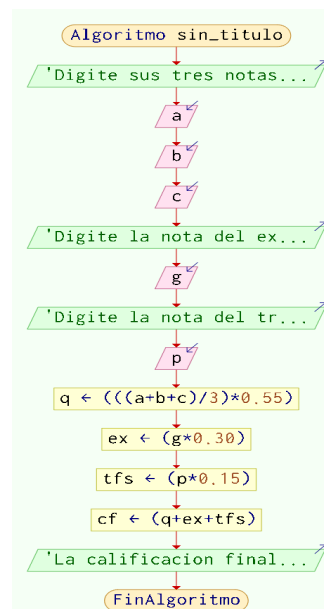 Algoritmo sin_titulo
'Digite sus tres notas...
a
b
c
'Digite la nota del ex...
g
'Digite la nota del tr...
p
q ← (((a+b+c)/3)*0.55)
ex ← (g*0.30)
tfs ← (p*0.15)
cf ← (q+ex+tfs)
'La calificacion final...
FinAlgoritmo